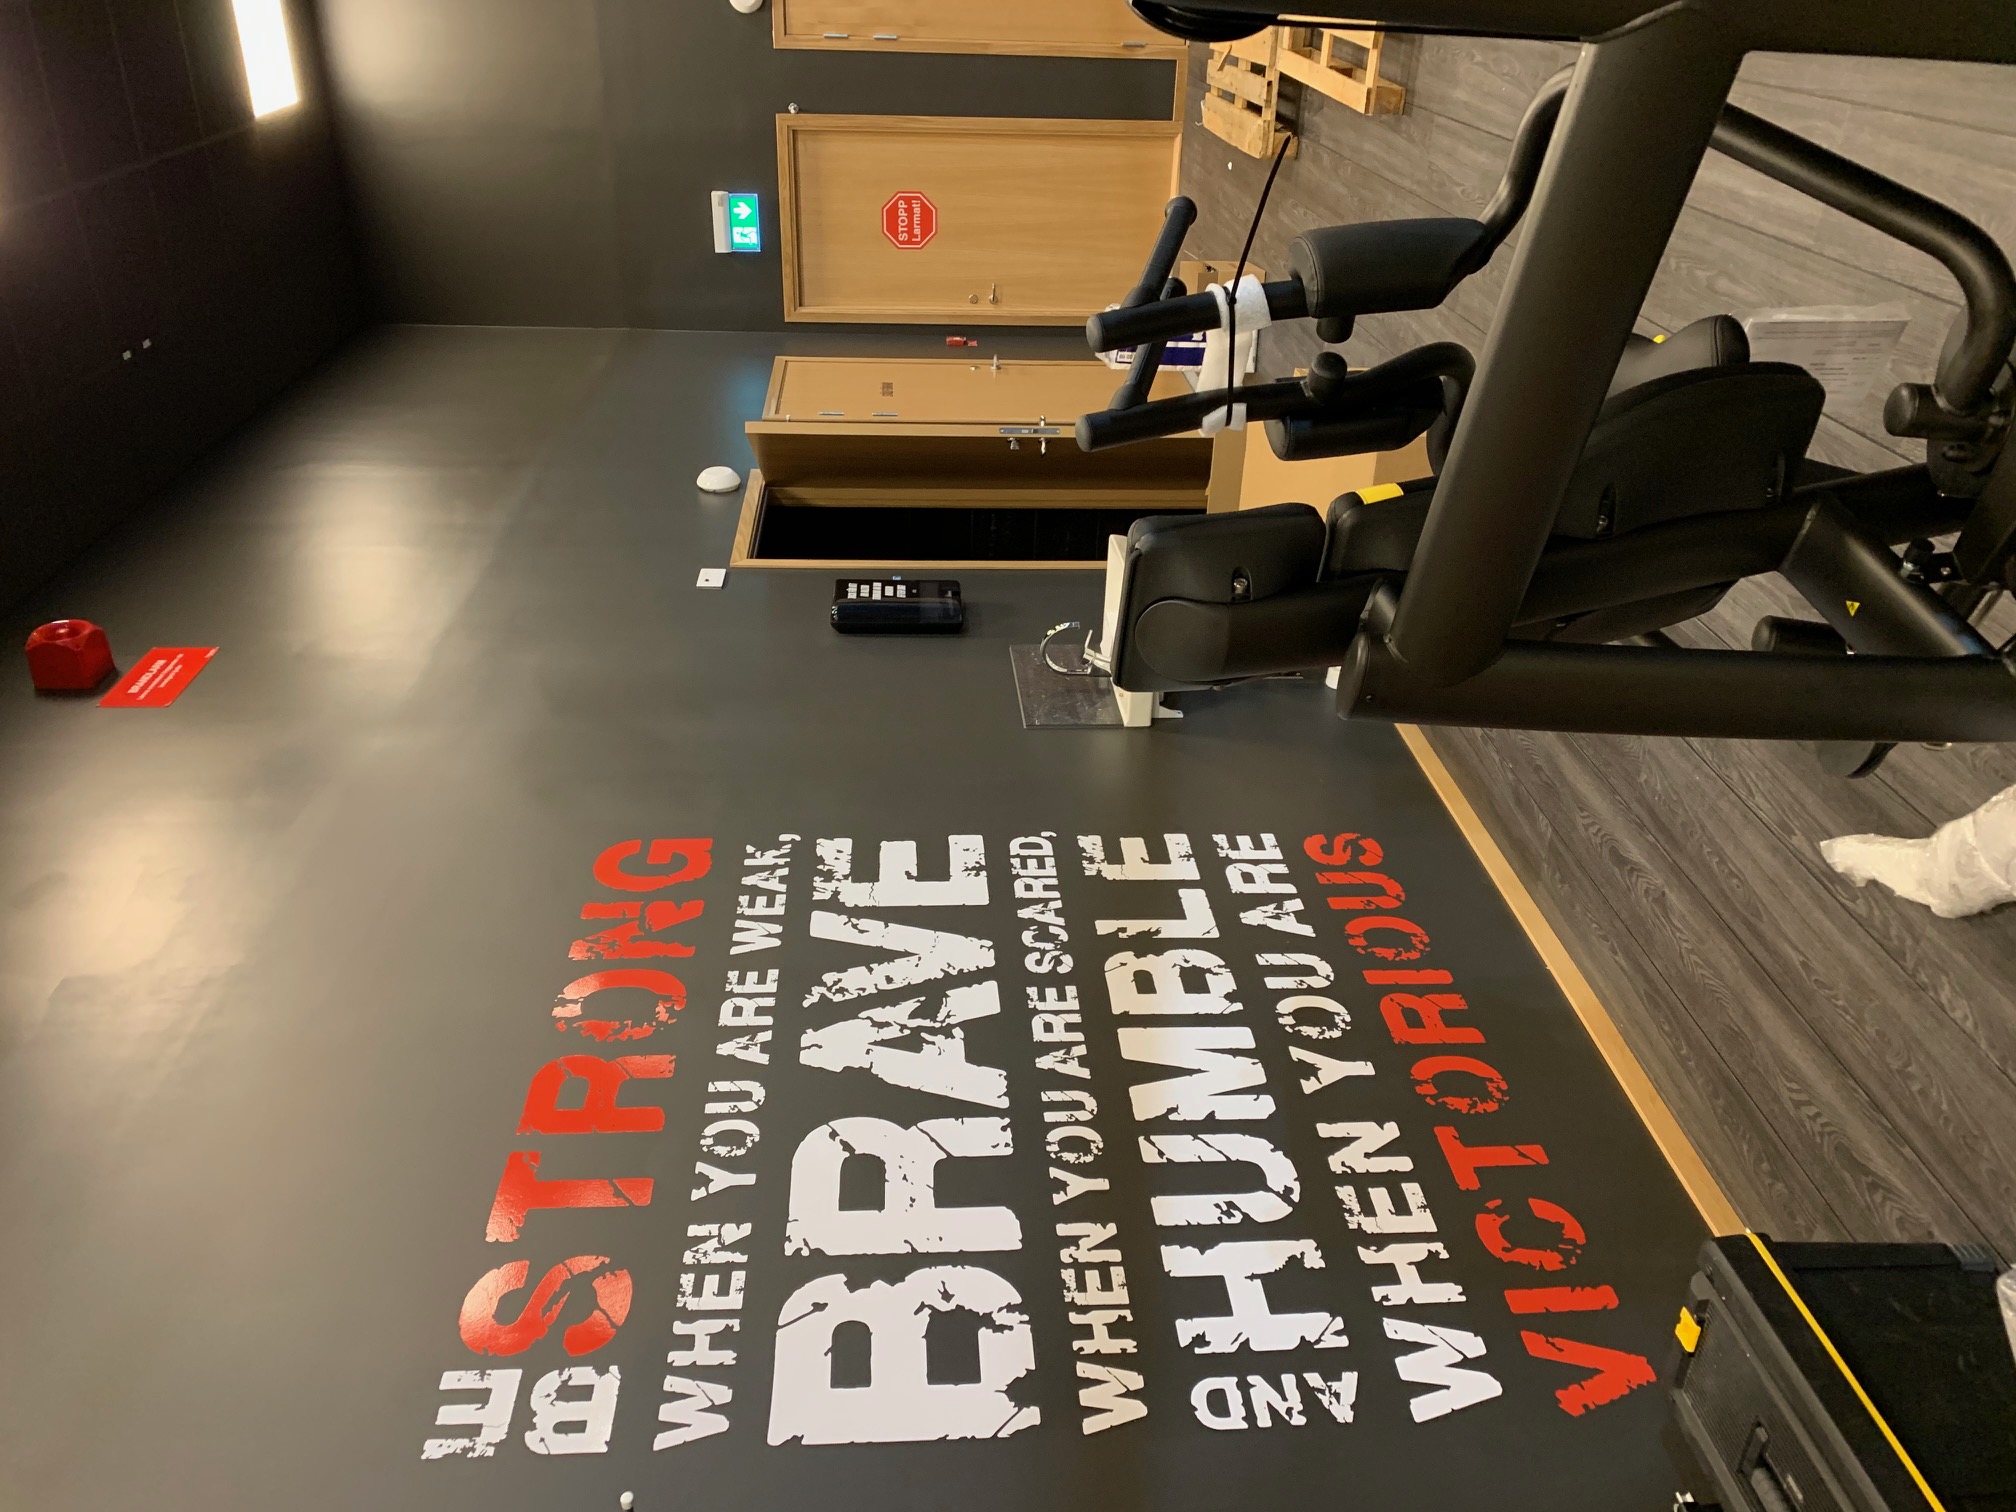 BRANDLARM
BE STRONG
WHEN YOU ARE WEAK,
BRAVE
WHEN YOU ARE SCARED,
AND HUMBLE
WHEN YOU ARE
VICTORIOUS
STOPP
Larmat!